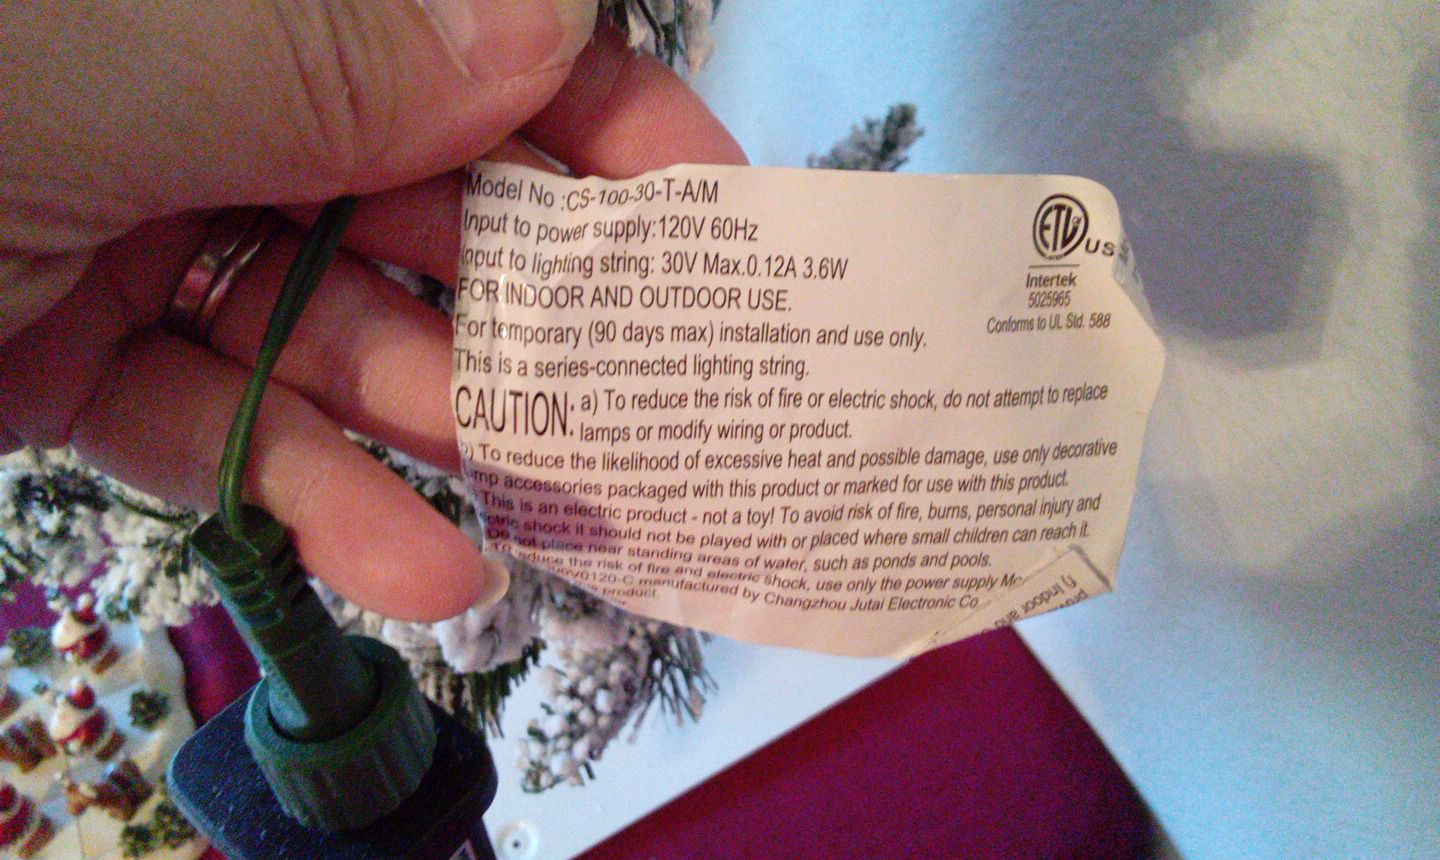 Model No :CS-100-30-T-A/M
Input to power supply:120V 60Hz
Input to lighting string: 30V Max.0.12A 3.6W
FOR INDOOR AND OUTDOOR USE.
For temporary (90 days max) installation and use only.
This is a series-connected lighting string.
CAUTION: a) To reduce the risk of fire or electric shock, do not attempt to replace
lamps or modify wiring or product.
b) To reduce the likelihood of excessive heat and possible damage, use only decorative
accessories packaged with this product or marked for use with this product.
This is an electric product - not a toy! To avoid risk of fire, burns, personal injury and
shock it should not be played with or placed where small children can reach it.
Do not place near standing areas of water, such as ponds and pools.
To reduce the risk of fire and electric shock, use only the power supply
manufactured by Changzhou Jutai Electronic Co
product.
ETL
US
Intertek
5025965
Conforms to UL Std. 588
f) Indoor
and